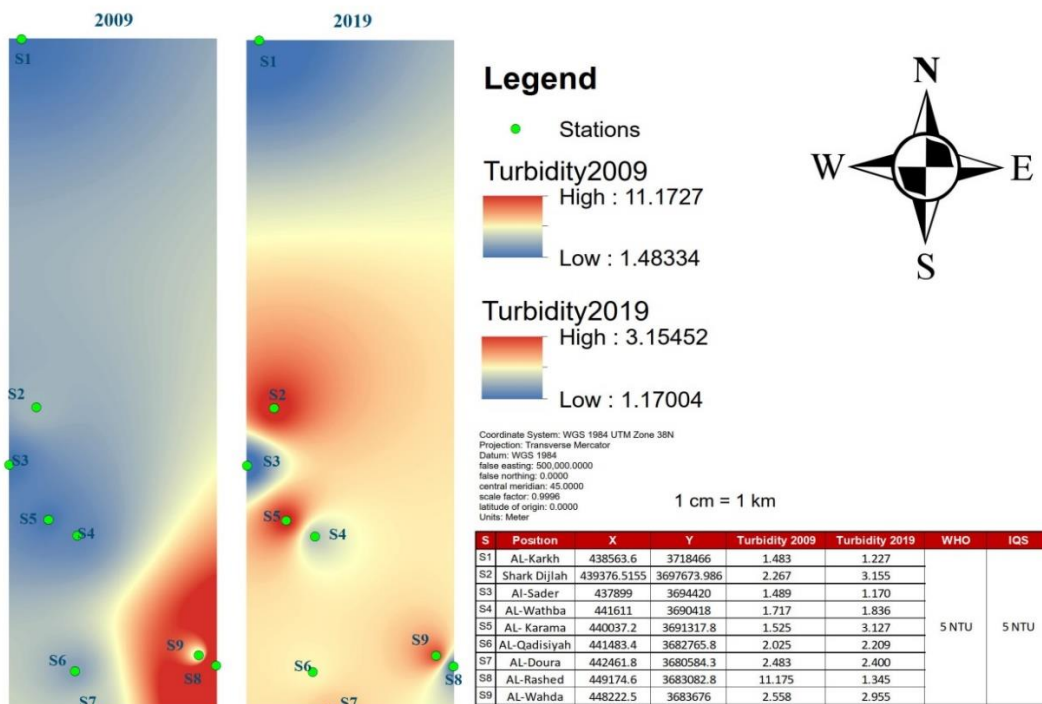 2009
2019
S1
S2
S3
S5
S4
S9
S6
S8
S7
S1
S2
S3
S5
S4
S9
S6
S8
S7
Legend
Stations
Turbidity2009
High : 11.1727
Low : 1.48334
Turbidity2019
High : 3.15452
Low : 1.17004
N
W
E
S
Coordinate System: WGS 1984 UTM Zone 38N
Projection: Transverse Mercator
Datum: WGS 1984
false easting: 500,000.0000
false northing: 0.0000
central meridian: 45.0000
scale factor: 0.9996
latitude of origin: 0.0000
Units: Meter
1 cm = 1 km
S Position X Y Turbidity 2009 Turbidity 2019 WHO IQS
S1 AL-Karkh 438563.6 3718466 1.483 1.227
S2 Shark Dijlah 439376.5155 3697673.986 2.267 3.155
S3 Al-Sader 437899 3694420 1.489 1.170
S4 AL-Wathba 441611 3690418 1.717 1.836
S5 AL- Karama 440037.2 3691317.8 1.525 3.127 5 NTU 5 NTU
S6 AL-Qadisiyah 441483.4 3682765.8 2.025 2.209
S7 AL-Doura 442461.8 3680584.3 2.483 2.400
S8 AL-Rashed 449174.6 3683082.8 11.175 1.345
S9 AL-Wahda 448222.5 3683676 2.558 2.955